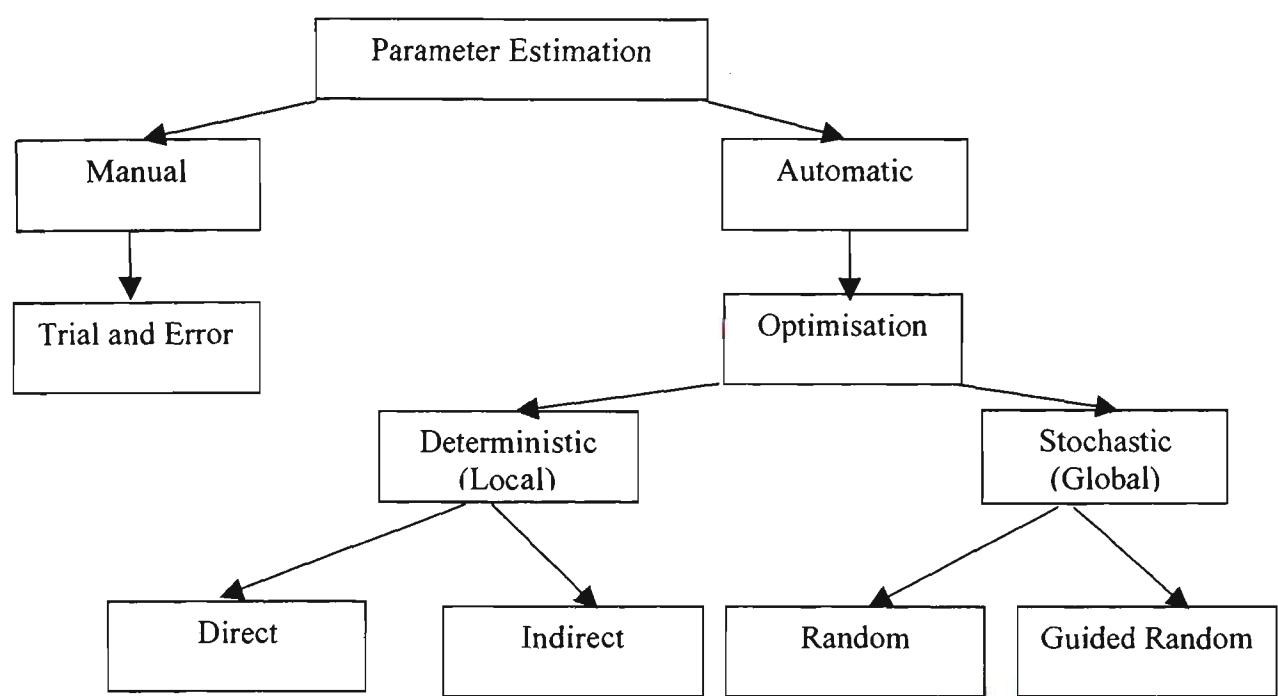 Parameter Estimation
Manual
Automatic
Trial and Error
Optimisation
Deterministic
(Local)
Stochastic
(Global)
Direct
Indirect
Random
Guided Random